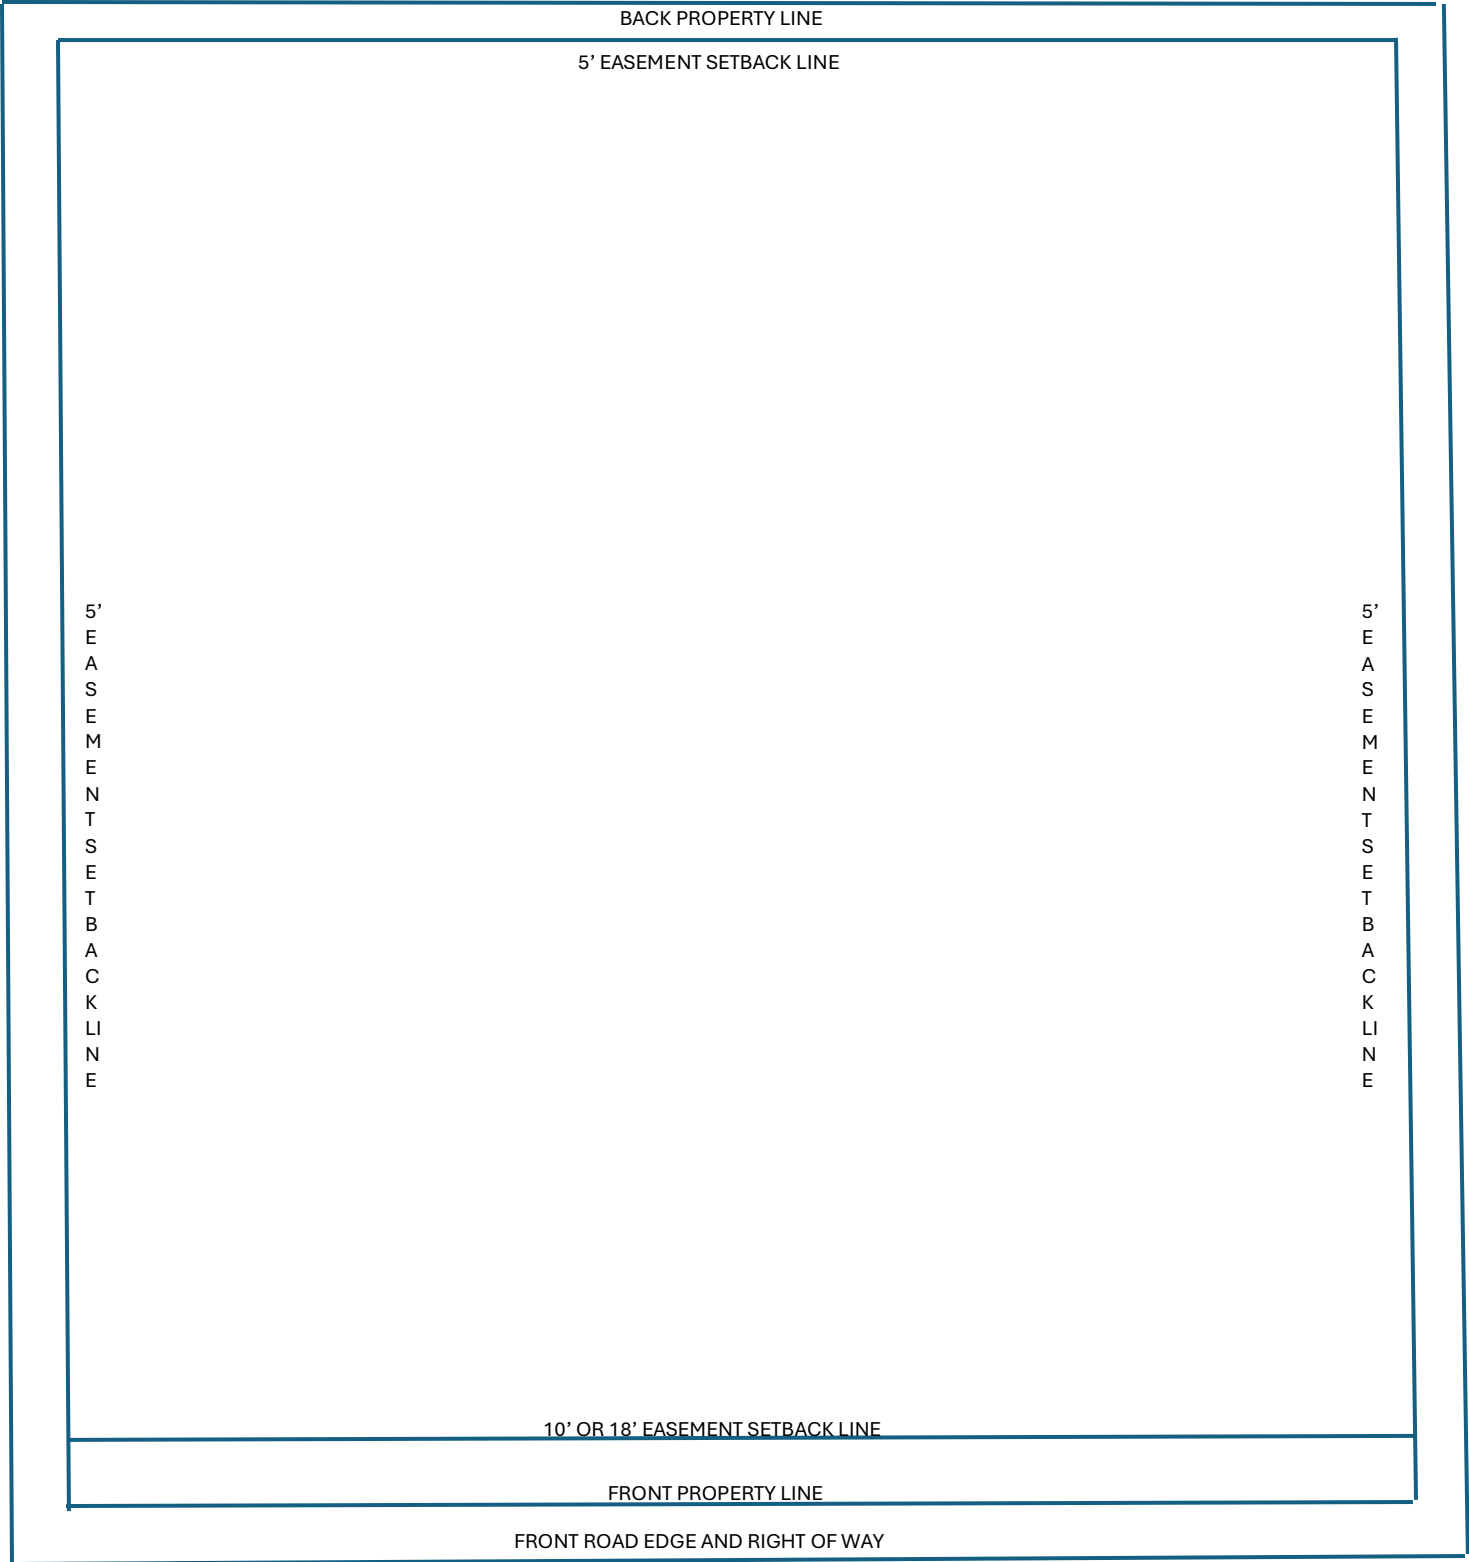 BACK PROPERTY LINE
5’ EASEMENT SETBACK LINE
5’
E
A
S
E
M
E
N
T
S
E
T
B
A
C
K
LI
N
E
5’
E
A
S
E
M
E
N
T
S
E
T
B
A
C
K
LI
N
E
10’ OR 18’ EASEMENT SETBACK LINE
FRONT PROPERTY LINE
FRONT ROAD EDGE AND RIGHT OF WAY